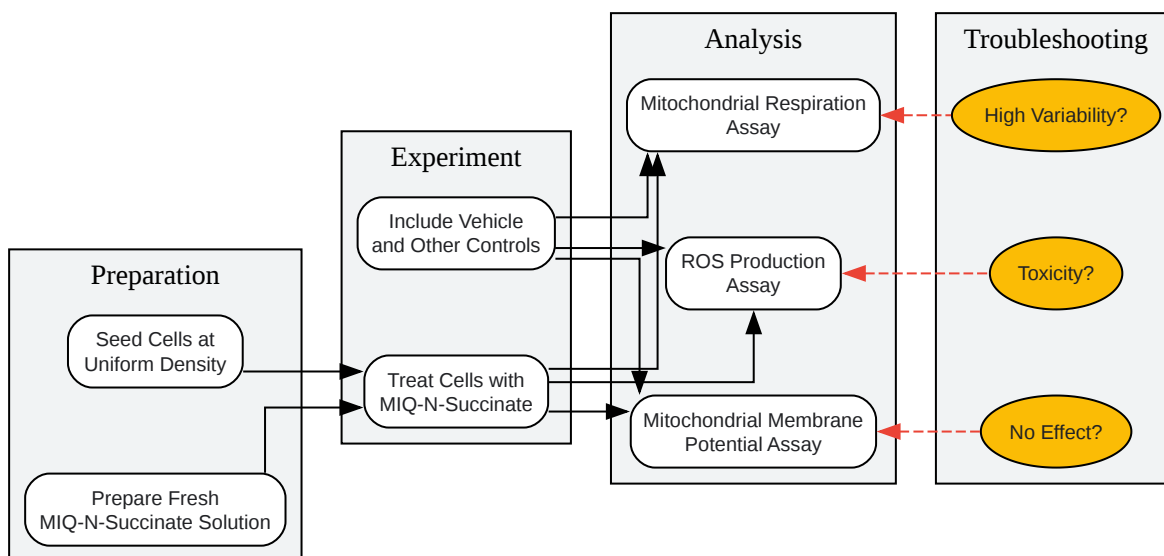 Preparation
Seed Cells at
Uniform Density
Prepare Fresh
MIQ-N-Succinate Solution
Experiment
Include Vehicle
and Other Controls
Treat Cells with
MIQ-N-Succinate
Analysis
Mitochondrial Respiration
Assay
ROS Production
Assay
Mitochondrial Membrane
Potential Assay
Troubleshooting
High Variability?
Toxicity?
No Effect?